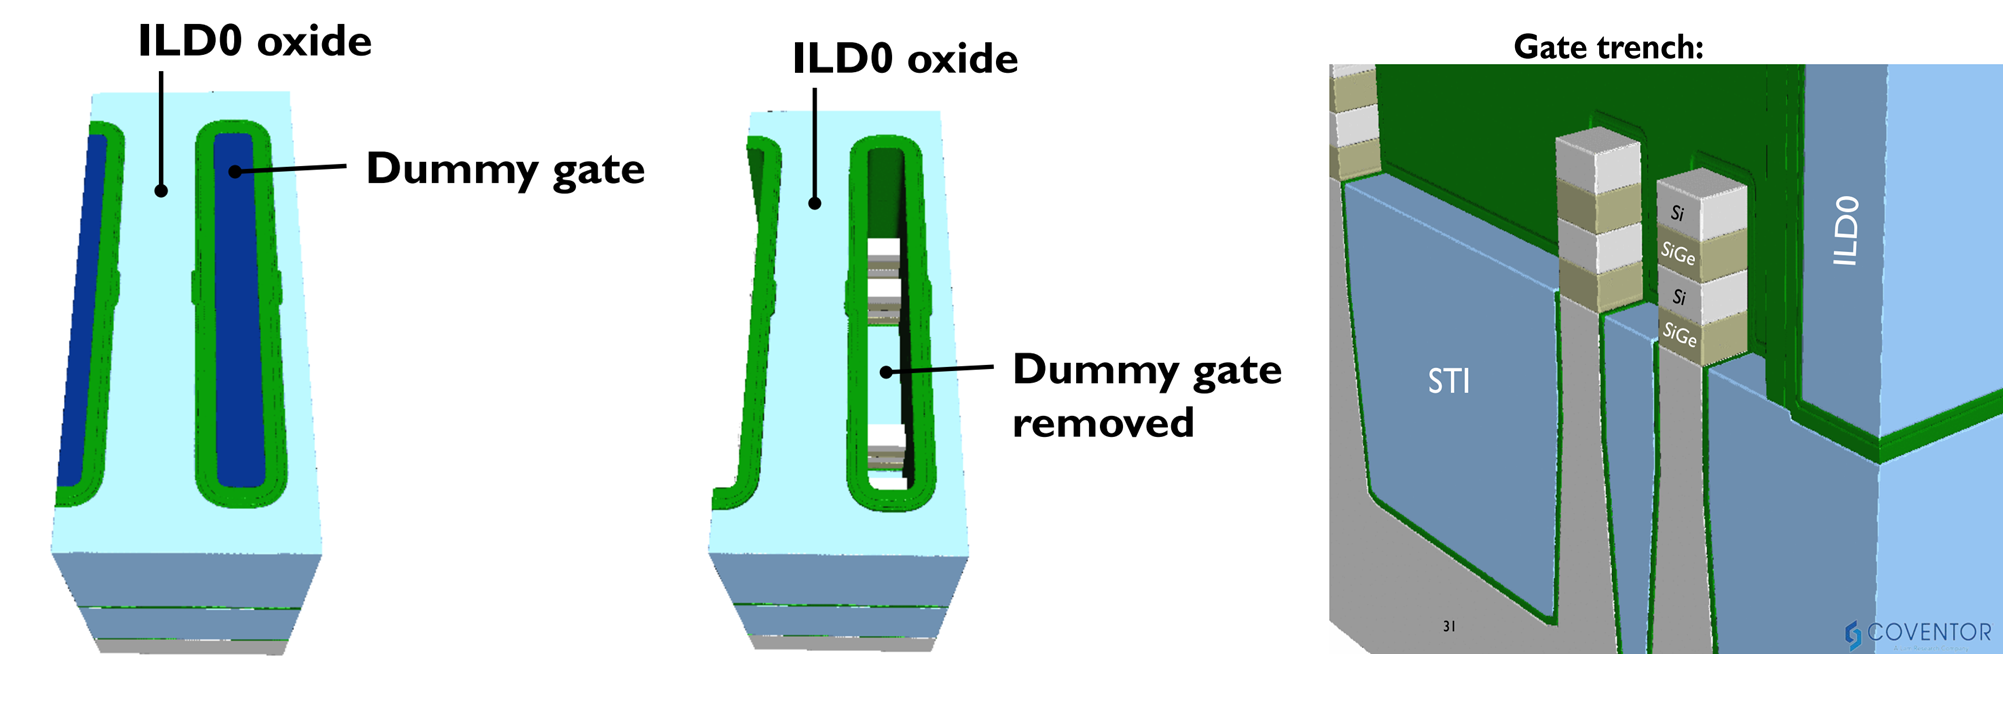 ILD0 oxide
Dummy gate
ILD0 oxide
Dummy gate
removed
Gate trench:
Si
SiGe
Si
SiGe
ILD0
STI
31
COVENTOR